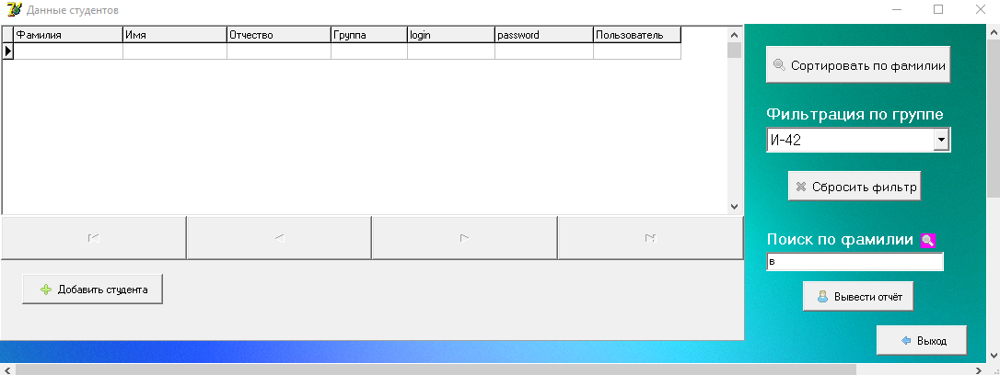 Данные студентов
Фамилия Имя Отчество Группа login password Пользователь
Сортировать по фамилии
Фильтрация по группе
И-42
Сбросить фильтр
Поиск по фамилии
в
Добавить студента
Вывести отчёт
Выход